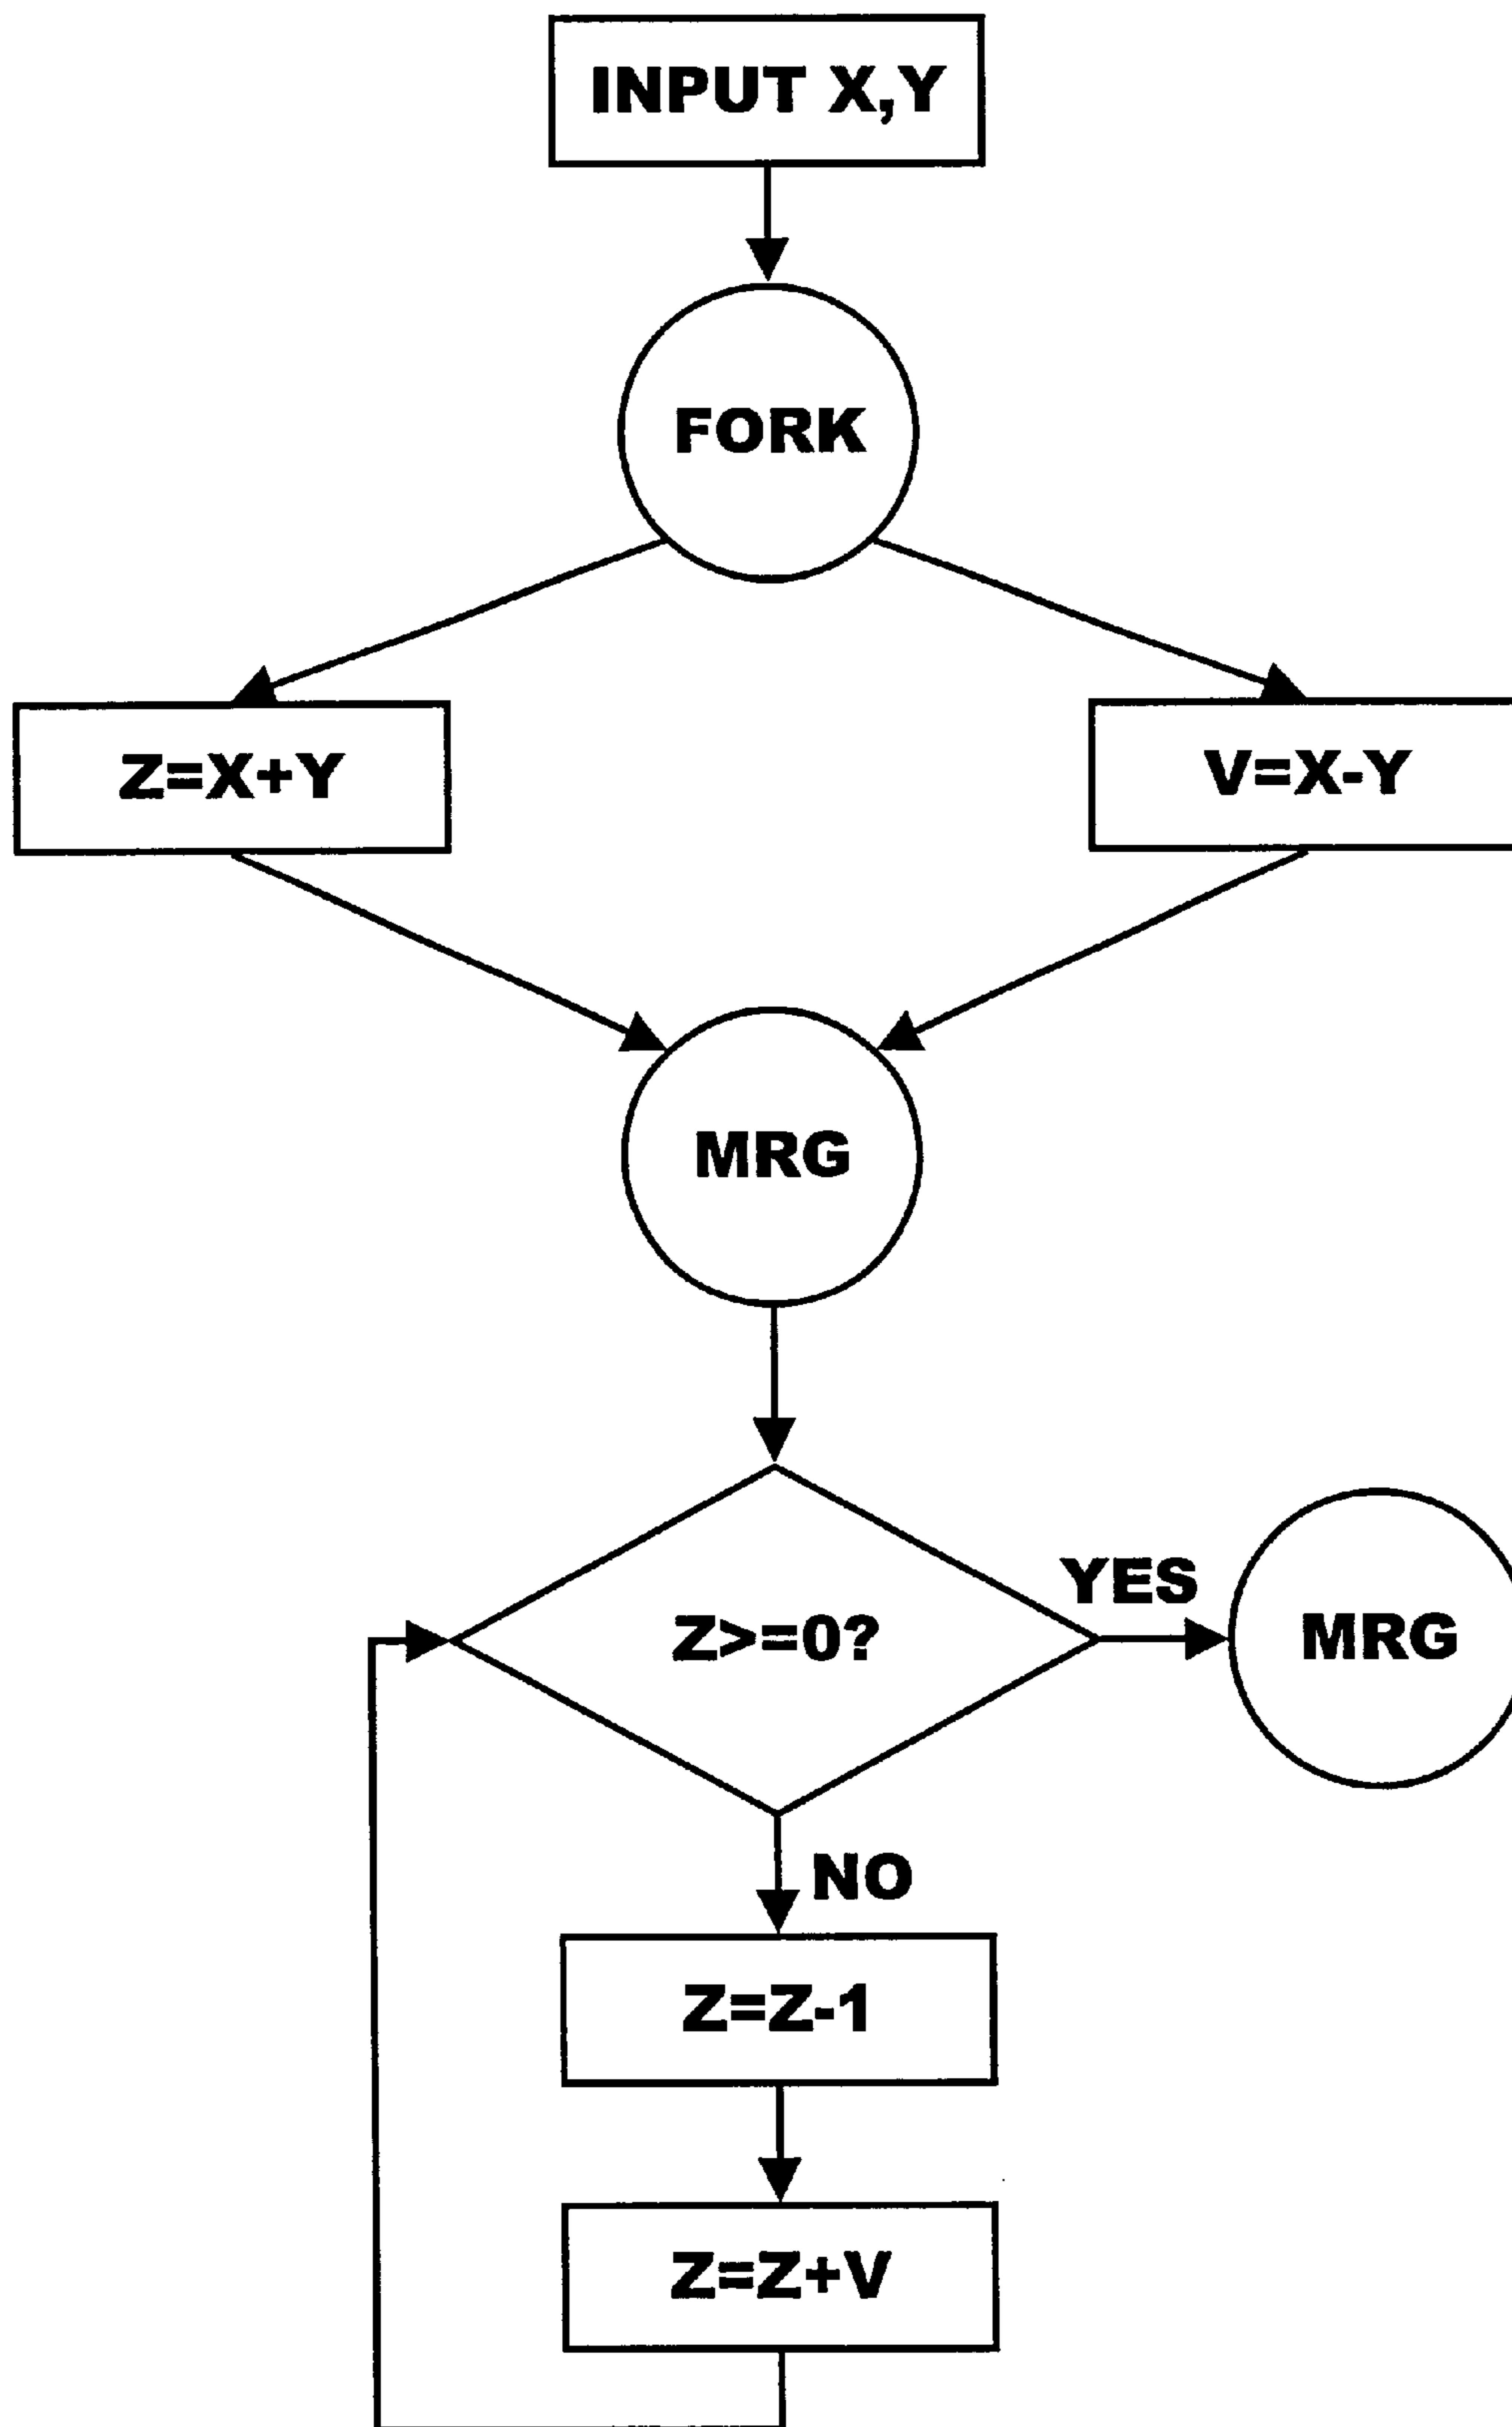 INPUT X,Y
FORK
Z=X+Y
V=X-Y
MRG
Z>=0?
YES
MRG
NO
Z=Z-1
Z=Z+V